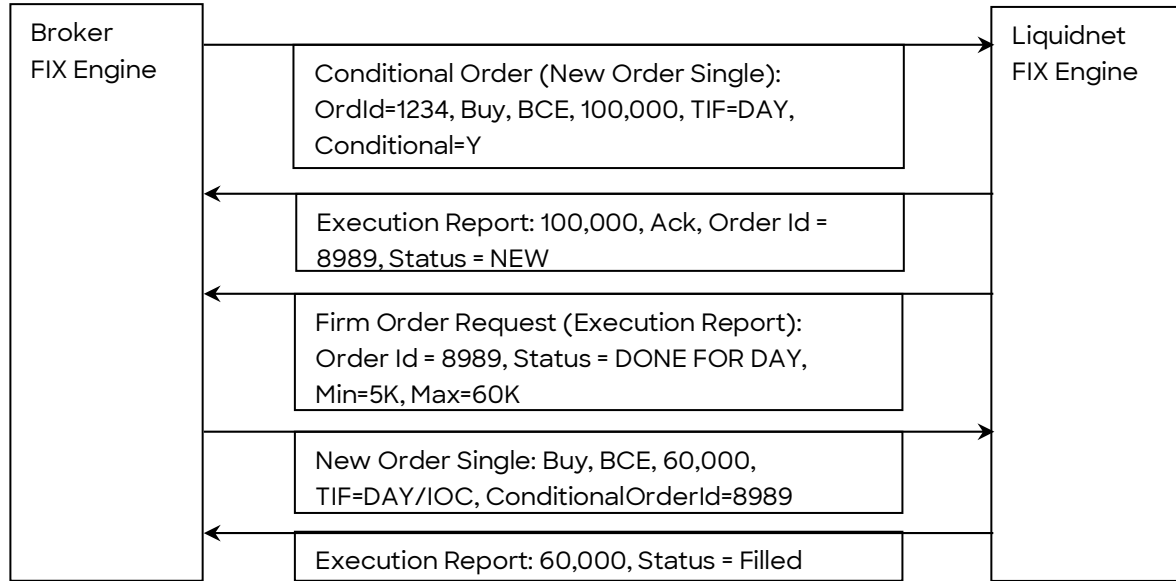 Broker
FIX Engine
Liquidnet
FIX Engine
Conditional Order (New Order Single):
OrdId=1234, Buy, BCE, 100,000, TIF=DAY,
Conditional=Y
Execution Report: 100,000, Ack, Order Id =
8989, Status = NEW
Firm Order Request (Execution Report):
Order Id = 8989, Status = DONE FOR DAY,
Min=5K, Max=60K
New Order Single: Buy, BCE, 60,000,
TIF=DAY/IOC, ConditionalOrderId=8989
Execution Report: 60,000, Status = Filled